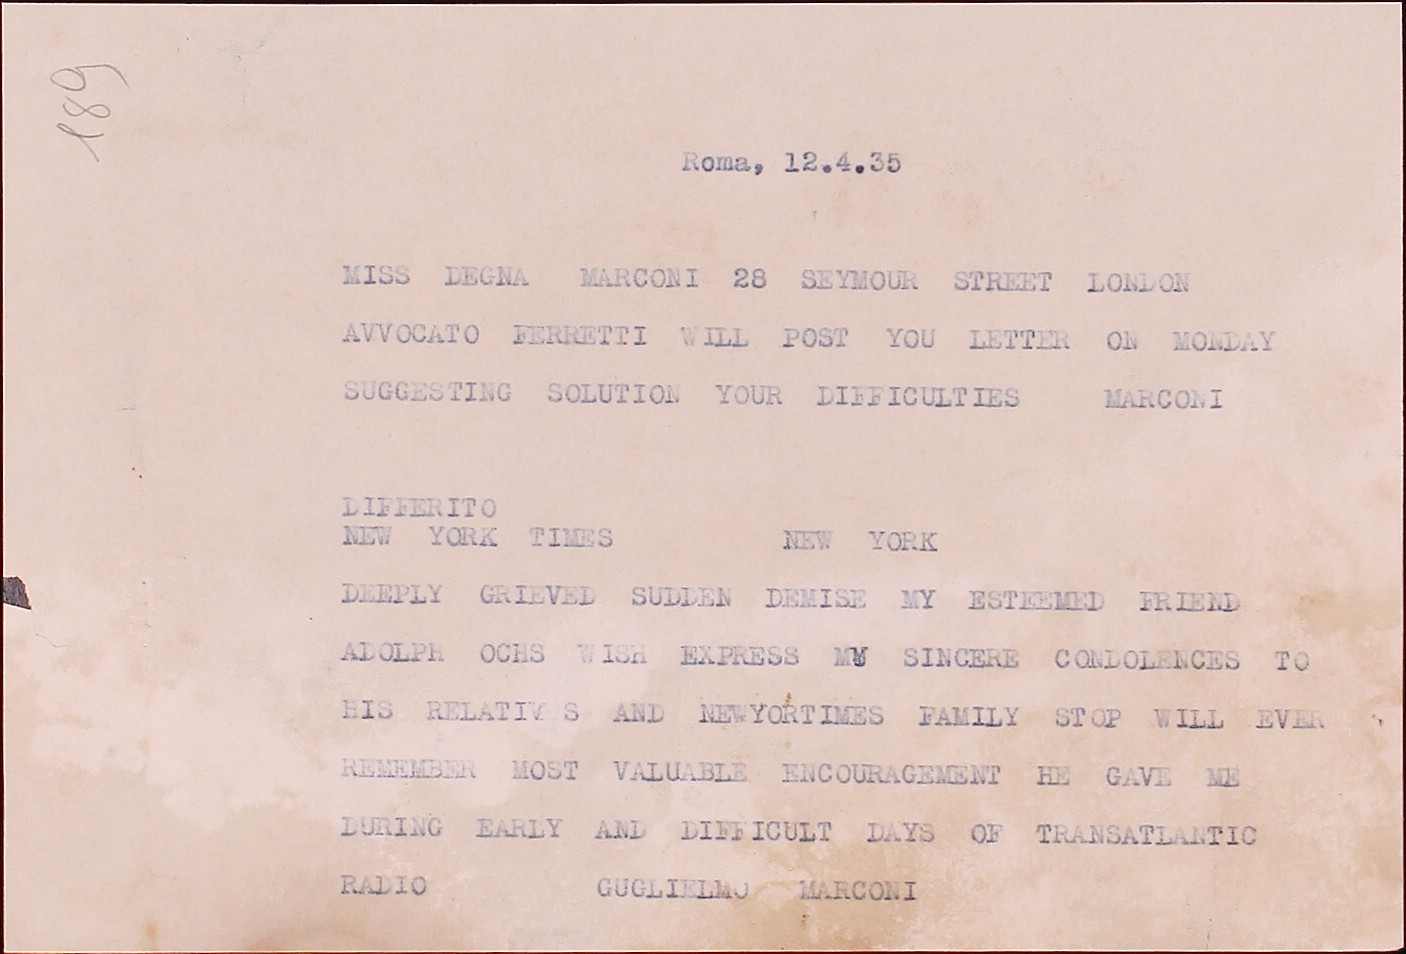 189
Roma, 12.4.35
MISS DEGNA MARCONI 28 SEYMOUR STREET LONDON
AVVOCATO FERRETTI WILL POST YOU LETTER ON MONDAY
SUGGESTING SOLUTION YOUR DIFFICULTIES MARCONI
DIFFERITO
NEW YORK TIMES NEW YORK
DEEPLY GRIEVED SUDDEN DEMISE MY ESTEEMED FRIEND
ADOLPH OCHS WISH EXPRESS MY SINCERE CONDOLENCES TO
HIS RELATIVES AND NEWYORTIMES FAMILY STOP WILL EVER
REMEMBER MOST VALUABLE ENCOURAGEMENT HE GAVE ME
DURING EARLY AND DIFFICULT DAYS OF TRANSATLANTIC
RADIO GUGLIELMO MARCONI